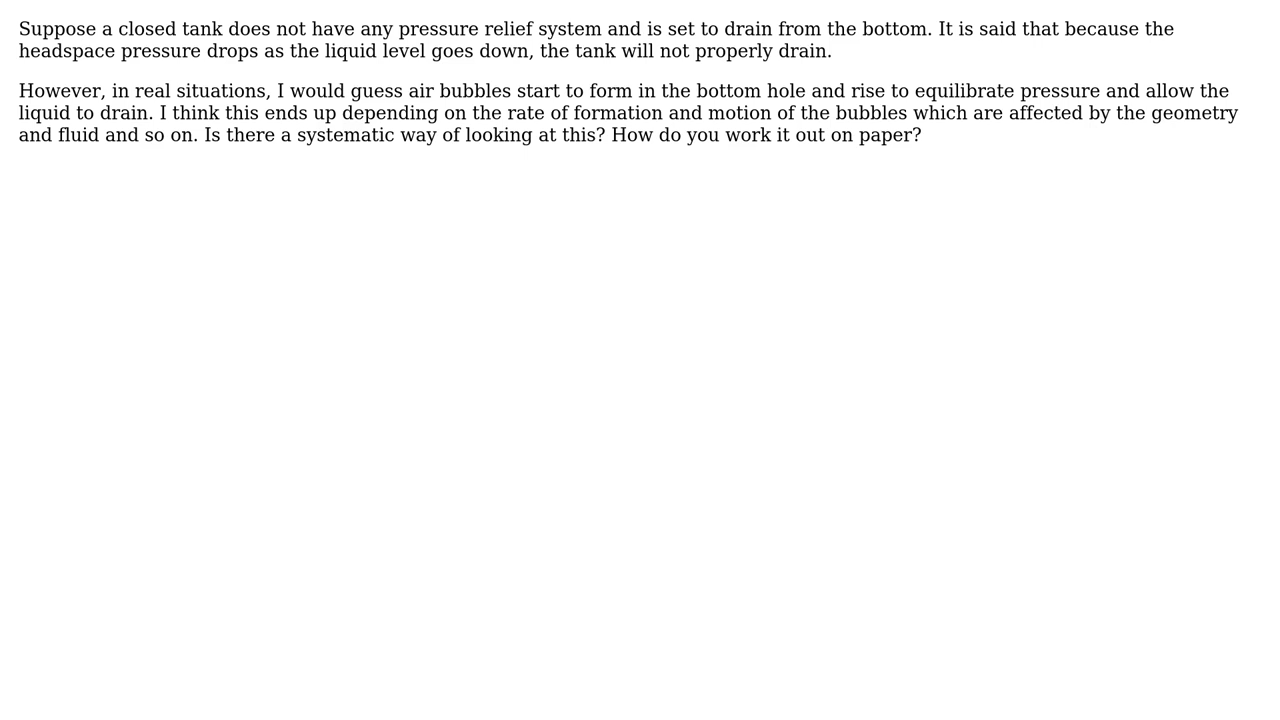 Suppose a closed tank does not have any pressure relief system and is set to drain from the bottom. It is said that because the
headspace pressure drops as the liquid level goes down, the tank will not properly drain.
However, in real situations, I would guess air bubbles start to form in the bottom hole and rise to equilibrate pressure and allow the
liquid to drain. I think this ends up depending on the rate of formation and motion of the bubbles which are affected by the geometry
and fluid and so on. Is there a systematic way of looking at this? How do you work it out on paper?